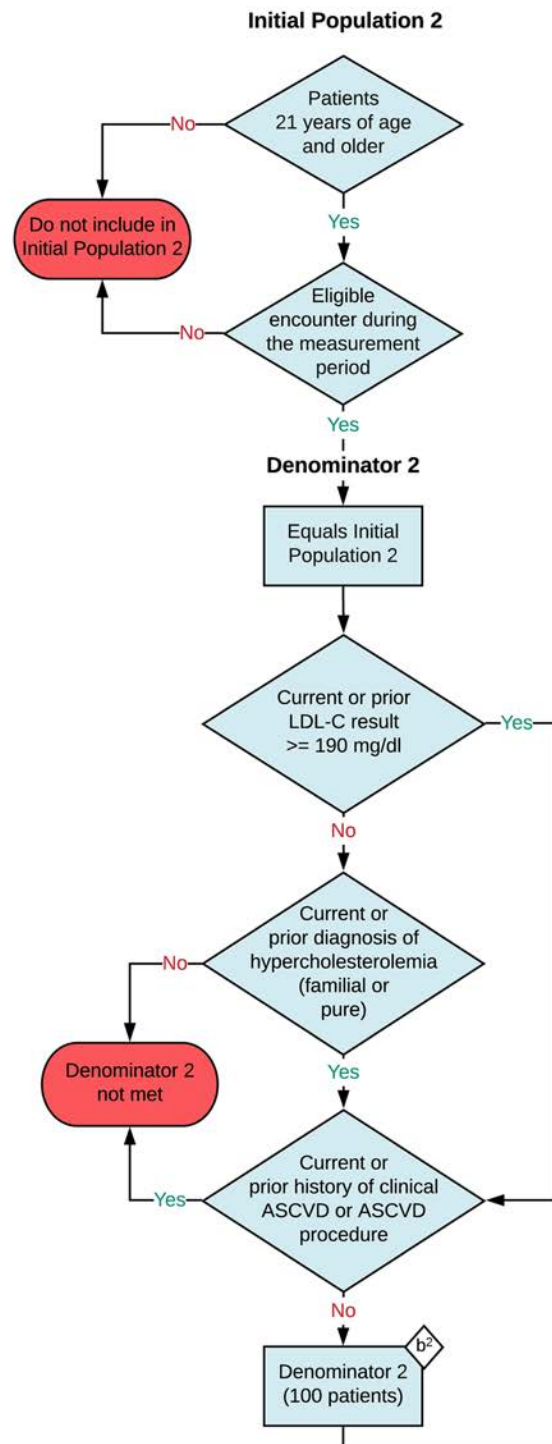 Initial Population 2
Patients
21 years of age
and older
No
Do not include in
Initial Population 2
Yes
Eligible
encounter during
the measurement
period
No
Yes
Denominator 2
Equals Initial
Population 2
Current or prior
LDL-C result
>= 190 mg/dl
Yes
No
Current or
prior diagnosis of
hypercholesterolemia
(familial or
pure)
No
Denominator 2
not met
Yes
Current or
prior history of clinical
ASCVD or ASCVD
procedure
Yes
No
b²
Denominator 2
(100 patients)